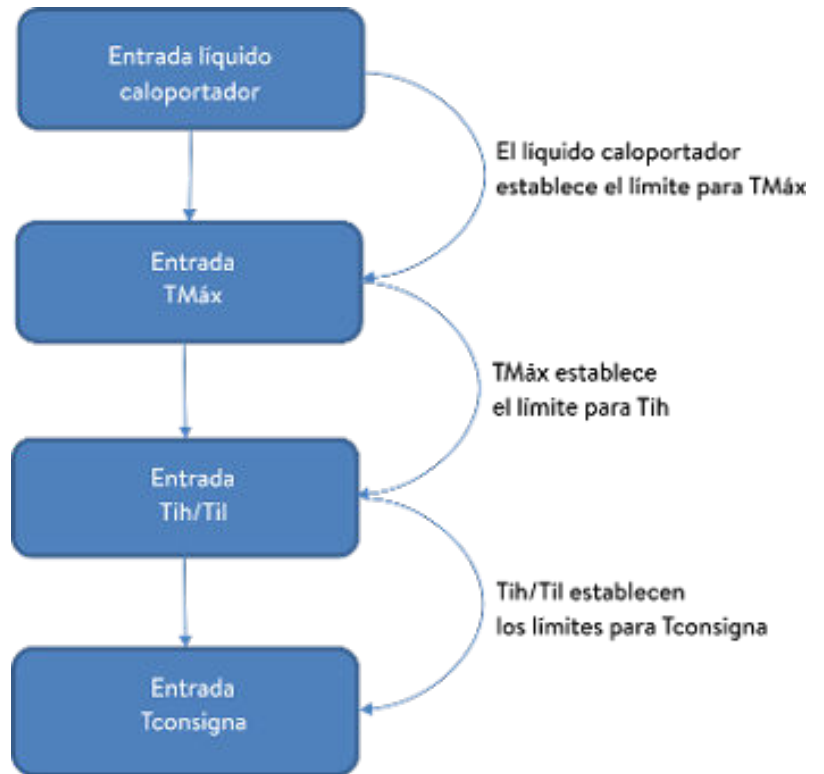 Entrada líquido
caloportador
El líquido caloportador
establece el límite para TMáx
Entrada
TMáx
TMáx establece
el límite para Tih
Entrada
Tih/Til
Tih/Til establecen
los límites para Tconsigna
Entrada
Tconsigna